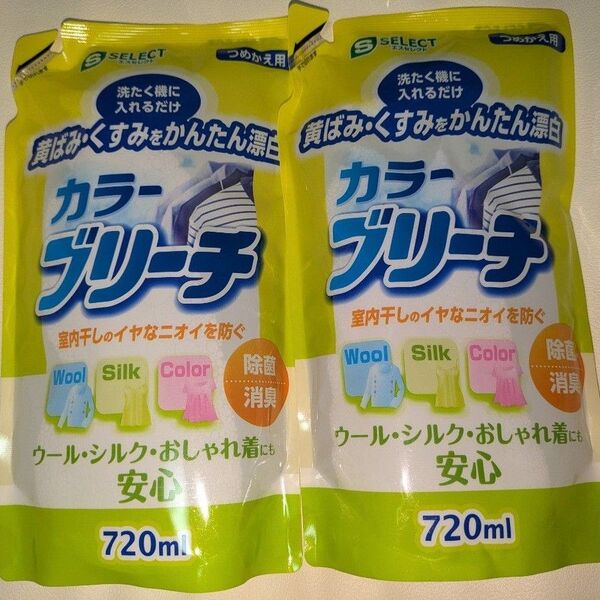 SELECT
エスセレクト
つめかえ用
洗たく機に
入れるだけ
黄ばみ・くすみをかんたん漂白
カラー
ブリーチ
室内干しのイヤなニオイを防ぐ
Wool
Silk
Color
除菌
消臭
ウール・シルク・おしゃれ着にも
安心
720ml
SELECT
エスセレクト
つめかえ用
洗たく機に
入れるだけ
黄ばみ・くすみをかんたん漂白
カラー
ブリーチ
室内干しのイヤなニオイを防ぐ
Wool
Silk
Color
除菌
消臭
ウール・シルク・おしゃれ着にも
安心
720ml